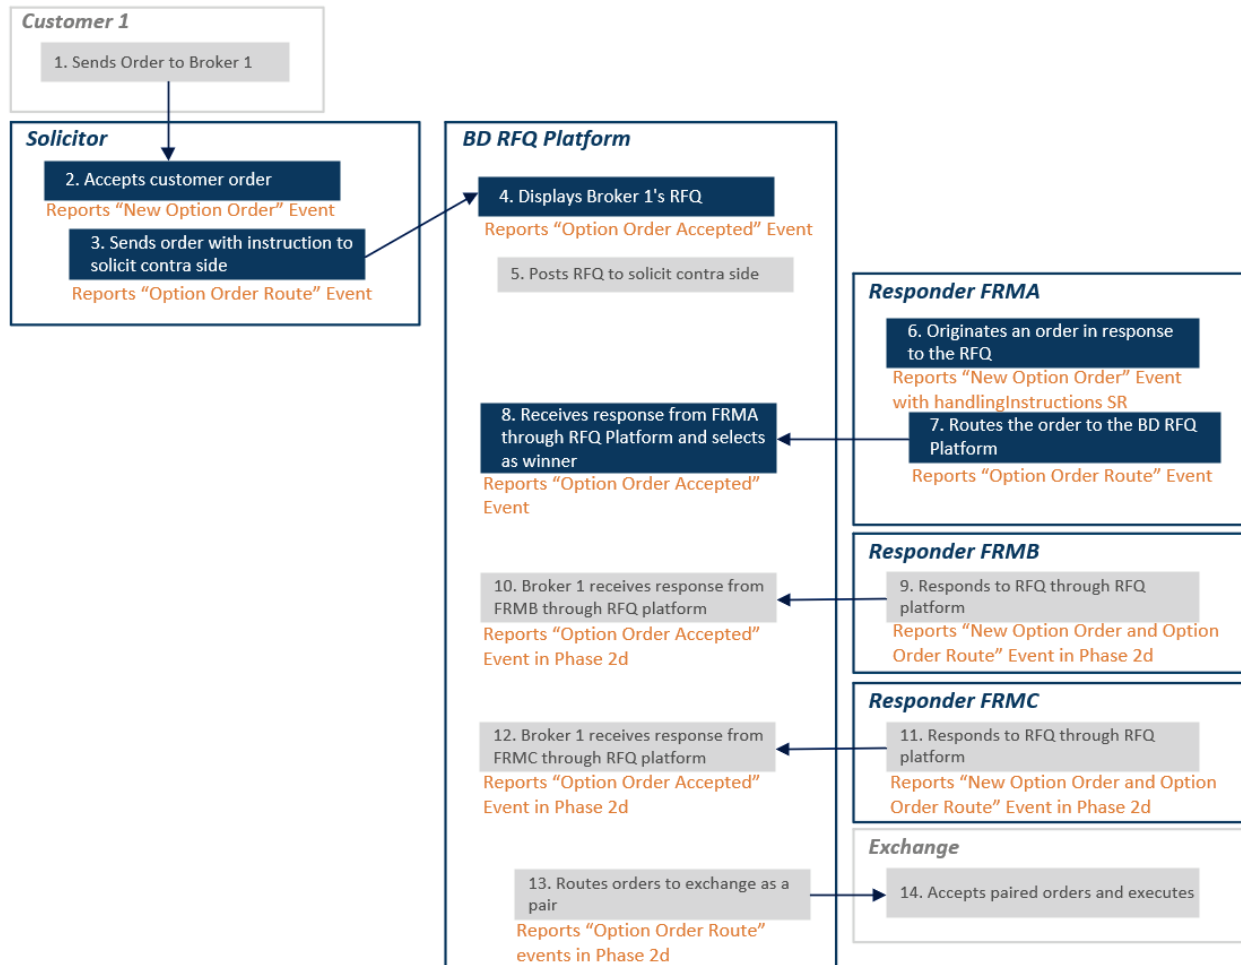 Customer 1
1. Sends Order to Broker 1
Solicitor
2. Accepts customer order
Reports “New Option Order” Event
3. Sends order with instruction to
solicit contra side
Reports “Option Order Route” Event
BD RFQ Platform
4. Displays Broker 1's RFQ
Reports “Option Order Accepted” Event
5. Posts RFQ to solicit contra side
Responder FRMA
6. Originates an order in response
to the RFQ
Reports “New Option Order” Event
with handlingInstructions SR
7. Routes the order to the BD RFQ
Platform
Reports “Option Order Route” Event
8. Receives response from FRMA
through RFQ Platform and selects
as winner
Reports “Option Order Accepted”
Event
Responder FRMB
9. Responds to RFQ through RFQ
platform
Reports “New Option Order and Option
Order Route” Event in Phase 2d
10. Broker 1 receives response from
FRMB through RFQ platform
Reports “Option Order Accepted”
Event in Phase 2d
Responder FRMC
11. Responds to RFQ through RFQ
platform
Reports “New Option Order and Option
Order Route” Event in Phase 2d
12. Broker 1 receives response from
FRMC through RFQ platform
Reports “Option Order Accepted”
Event in Phase 2d
13. Routes orders to exchange as a
pair
Reports “Option Order Route”
events in Phase 2d
Exchange
14. Accepts paired orders and executes